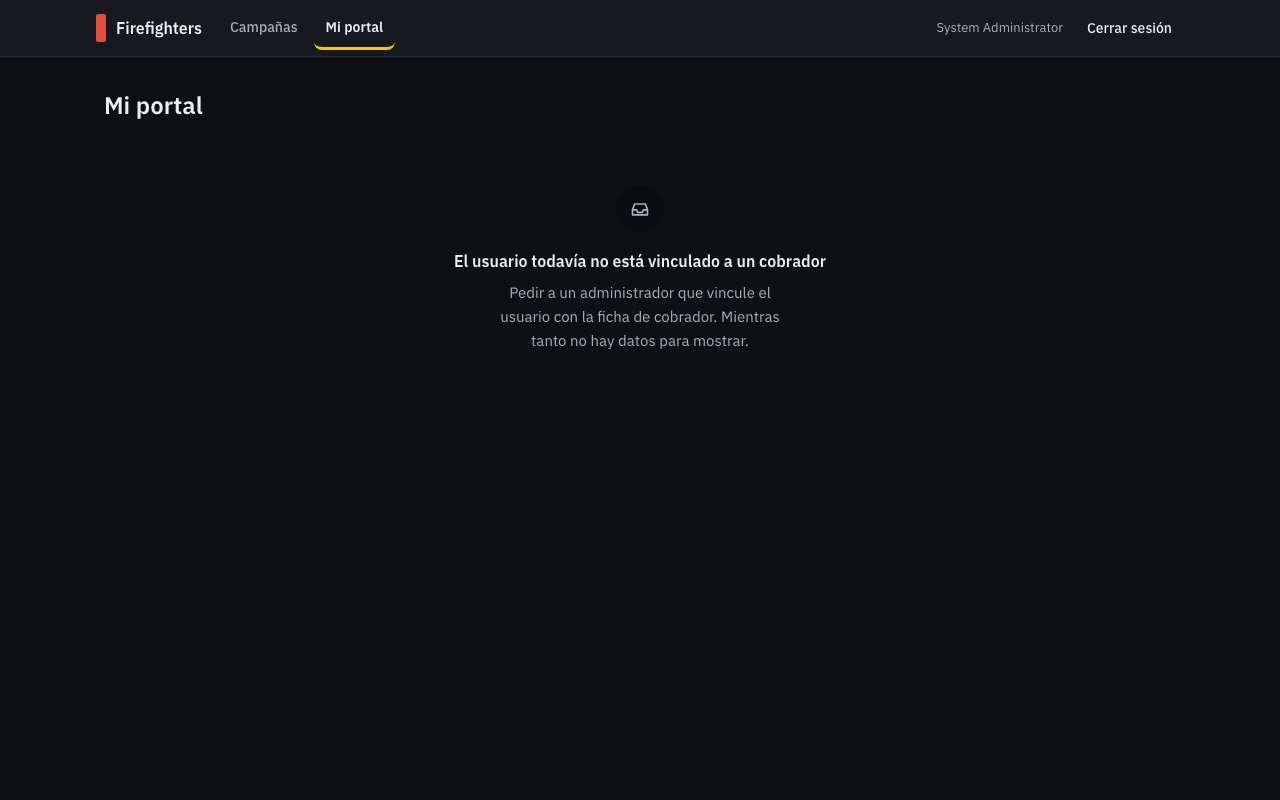 Firefighters
Campañas
Mi portal
System Administrator
Cerrar sesión
Mi portal
El usuario todavía no está vinculado a un cobrador
Pedir a un administrador que vincule el
usuario con la ficha de cobrador. Mientras
tanto no hay datos para mostrar.